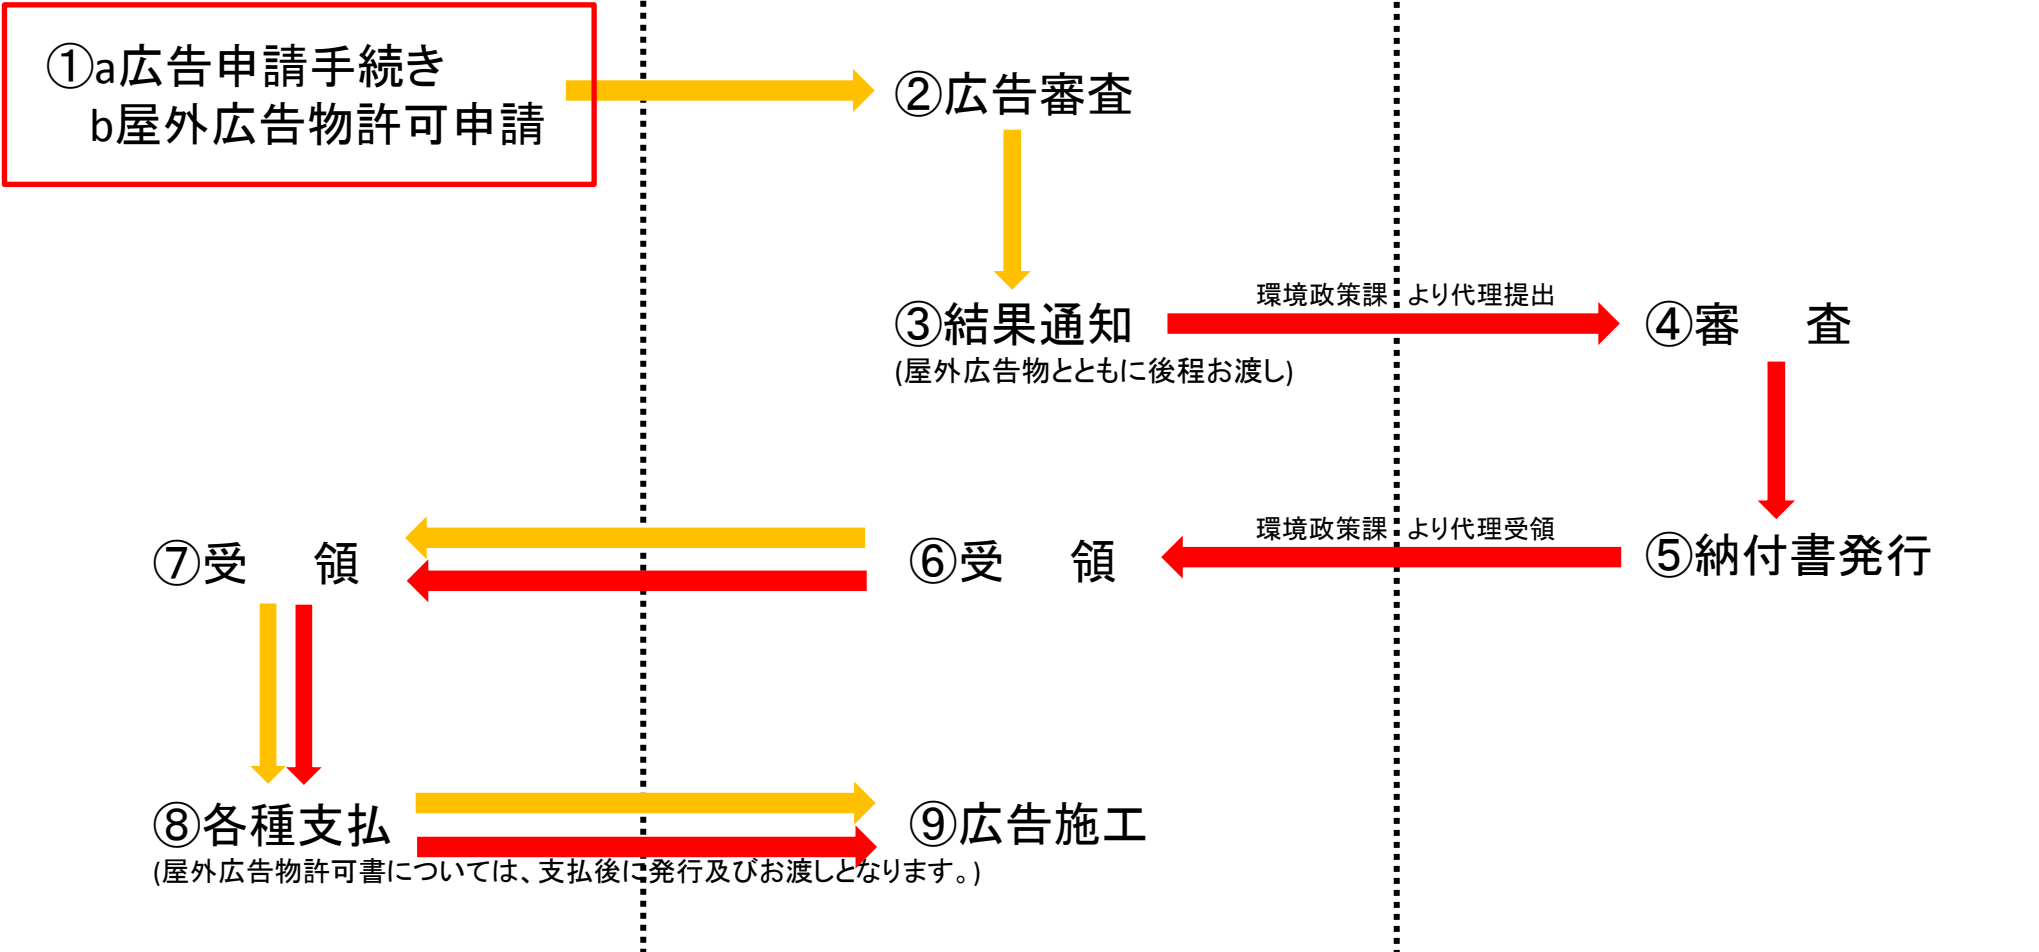 ①a広告申請手続き
b屋外広告物許可申請
②広告審査
③結果通知
(屋外広告物とともに後程お渡し)
環境政策課 より代理提出
④審 査
⑤納付書発行
環境政策課 より代理受領
⑥受 領
⑦受 領
⑧各種支払
(屋外広告物許可書については、支払後に発行及びお渡しとなります。)
⑨広告施工